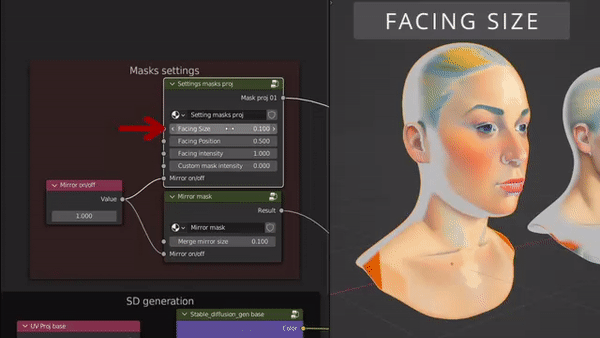 FACING SIZE
Masks settings
Settings masks proj
Mask proj 01
Setting masks proj
Facing Size 0.100
Facing Position 0.500
Facing intensity 1.000
Custom mask intensity 0.000
Mirror on/off
Mirror on/off
Value
1.000
Mirror mask
Result
Mirror mask
Merge mirror size 0.100
Mirror on/off
SD generation
UV Proj base
Stable_diffusion_gen base
Color